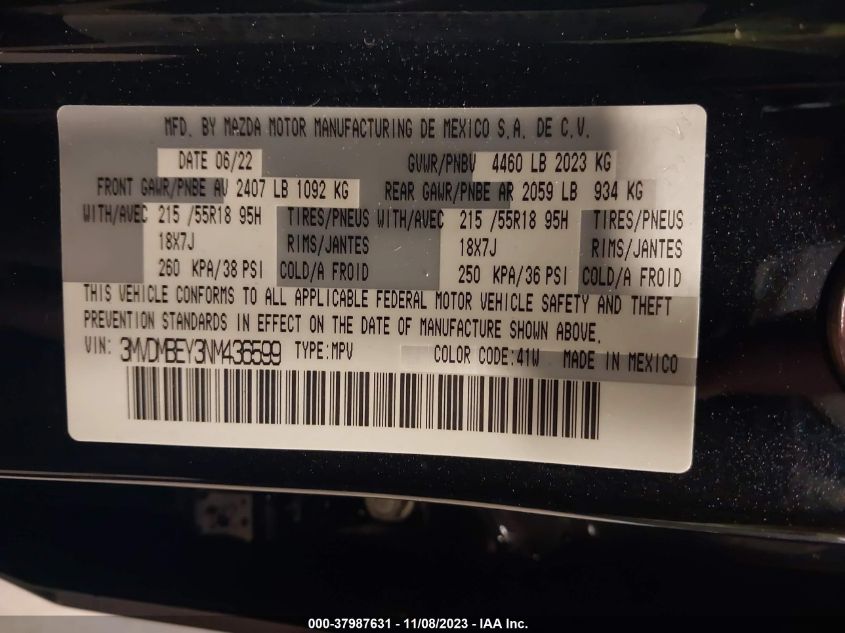 MFD. BY MAZDA MOTOR MANUFACTURING DE MEXICO S.A. DE C.V.
DATE 06/22 GVWR/PNBV 4460 LB 2023 KG
FRONT GAWR/PNBE AV 2407 LB 1092 KG REAR GAWR/PNBE AR 2059 LB 934 KG
WITH/AVEC 215 /55R18 95H TIRES/PNEUS WITH/AVEC 215 /55R18 95H TIRES/PNEUS
18X7J RIMS/JANTES 18X7J RIMS/JANTES
260 KPA/38 PSI COLD/A FROID 250 KPA/36 PSI COLD/A FROID
THIS VEHICLE CONFORMS TO ALL APPLICABLE FEDERAL MOTOR VEHICLE SAFETY AND THEFT
PREVENTION STANDARDS IN EFFECT ON THE DATE OF MANUFACTURE SHOWN ABOVE.
VIN: 3MVDMBEY3NM436599 TYPE:MPV COLOR CODE:41W MADE IN MEXICO
000-37987631 - 11/08/2023 - IAA Inc.